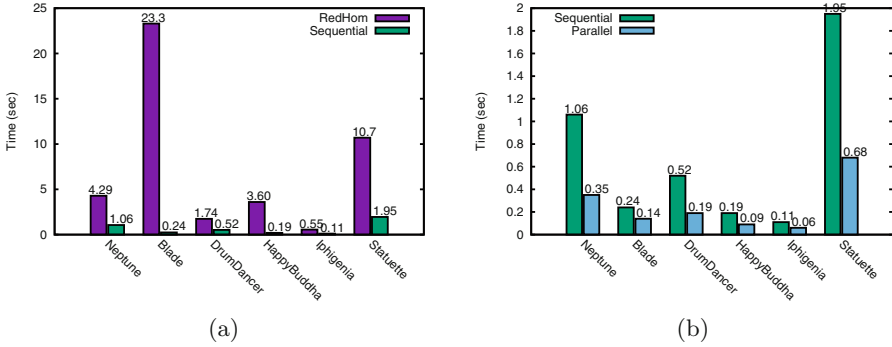 25
20
15
10
5
0
Time (sec)
RedHom
Sequential
4.29
1.06
23.3
0.24
1.74
0.52
3.60
0.19
0.55
0.11
10.7
1.95
Neptune
Blade
DrumDancer
HappyBuddha
Iphigenia
Statuette
(a)
2
1.8
1.6
1.4
1.2
1
0.8
0.6
0.4
0.2
0
Time (sec)
Sequential
Parallel
1.06
0.35
0.24
0.14
0.52
0.19
0.19
0.09
0.11
0.06
1.95
0.68
Neptune
Blade
DrumDancer
HappyBuddha
Iphigenia
Statuette
(b)